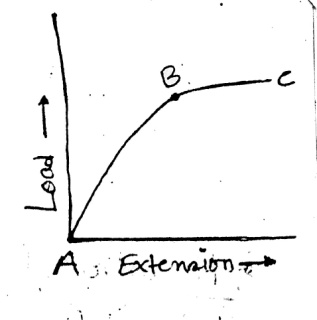 B
C
Load →
A
Extension →